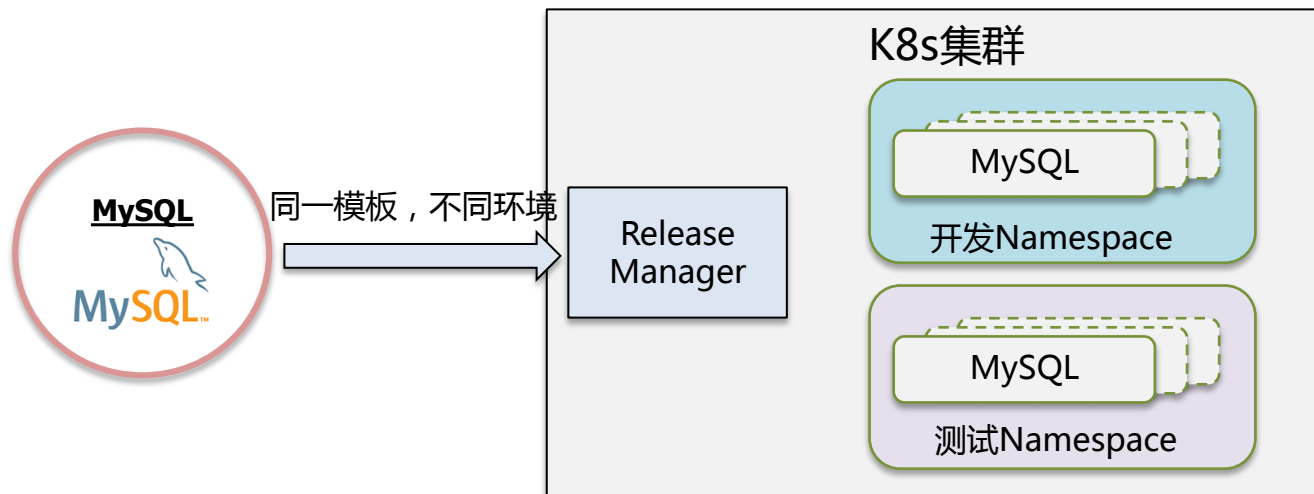 MySQL
MySQL™
同一模板，不同环境
Release
Manager
K8s集群
MySQL
开发Namespace
MySQL
测试Namespace